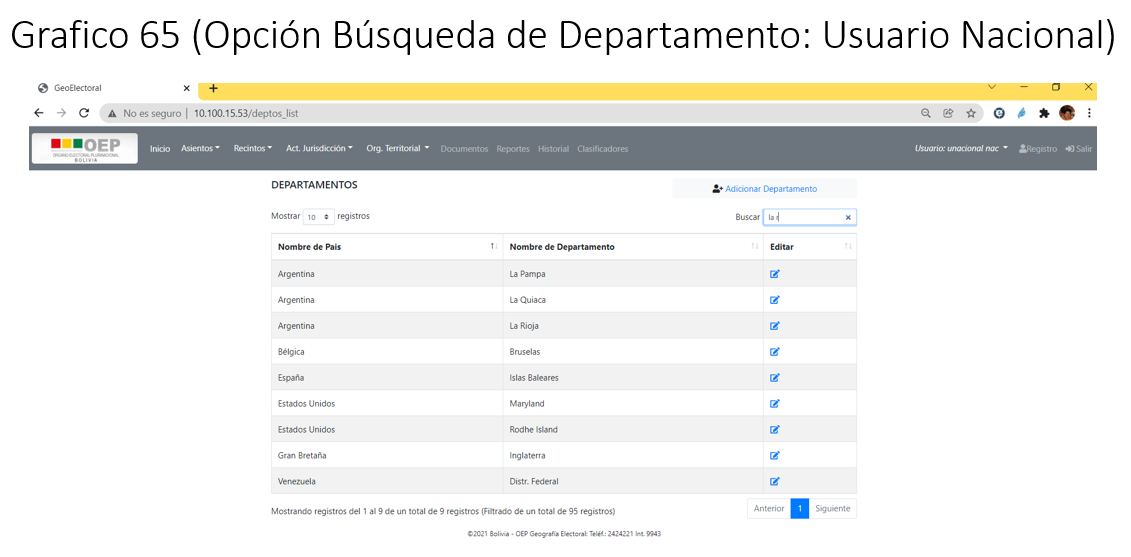 Grafico 65 (Opción Búsqueda de Departamento: Usuario Nacional)
GeoElectoral
No es seguro | 10.100.15.53/deptos_list
OEP
ORGANO ELECTORAL PLURINACIONAL
BOLIVIA
Inicio Asientos Recintos Act. Jurisdicción Org. Territorial Documentos Reportes Historial Clasificadores Usuario: unacional nac Registro Salir
DEPARTAMENTOS
Adicionar Departamento
Mostrar 10 registros
Buscar la r
Nombre de Pais Nombre de Departamento Editar
Argentina La Pampa
Argentina La Quiaca
Argentina La Rioja
Bélgica Bruselas
España Islas Baleares
Estados Unidos Maryland
Estados Unidos Rodhe Island
Gran Bretaña Inglaterra
Venezuela Distr. Federal
Mostrando registros del 1 al 9 de un total de 9 registros (Filtrado de un total de 95 registros)
Anterior 1 Siguiente
©2021 Bolivia - OEP Geografía Electoral: Teléf.: 2424221 Int. 9943